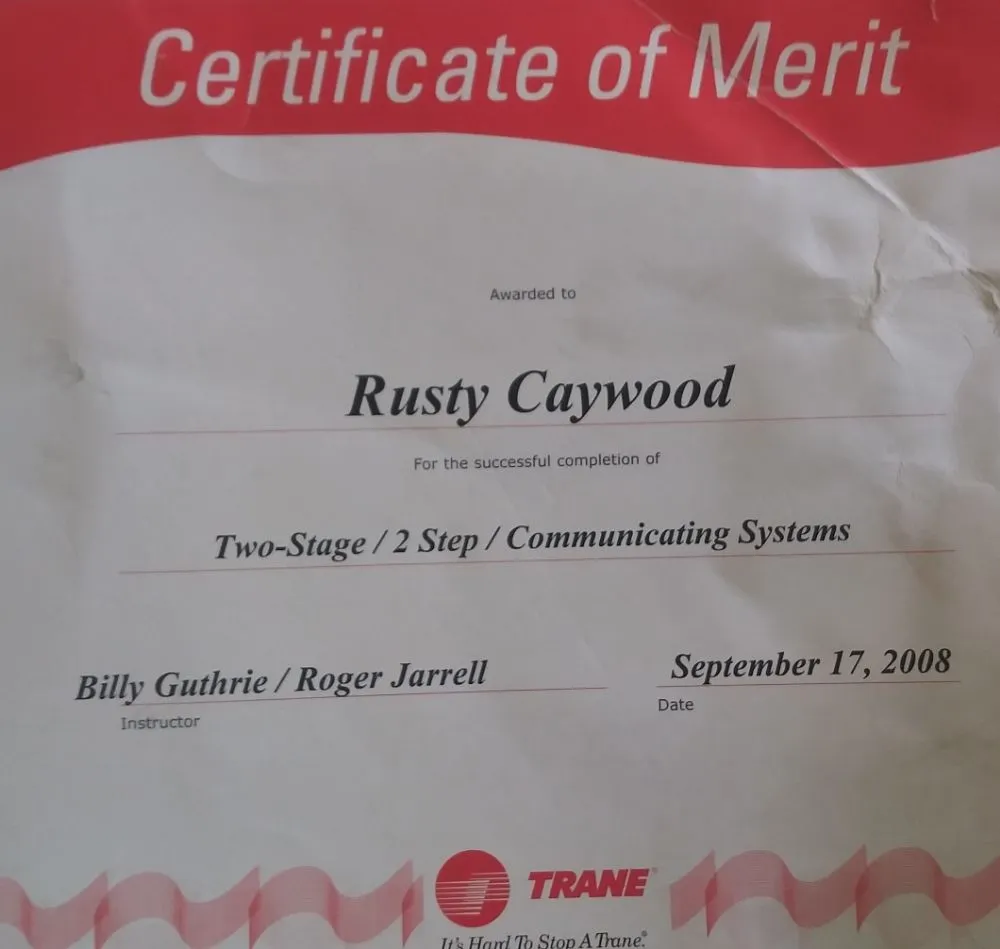 Certificate of Merit
Awarded to
Rusty Caywood
For the successful completion of
Two-Stage / 2 Step / Communicating Systems
Billy Guthrie / Roger Jarrell
September 17, 2008
Instructor
Date
TRANE®
It's Hard To Stop A Trane.®